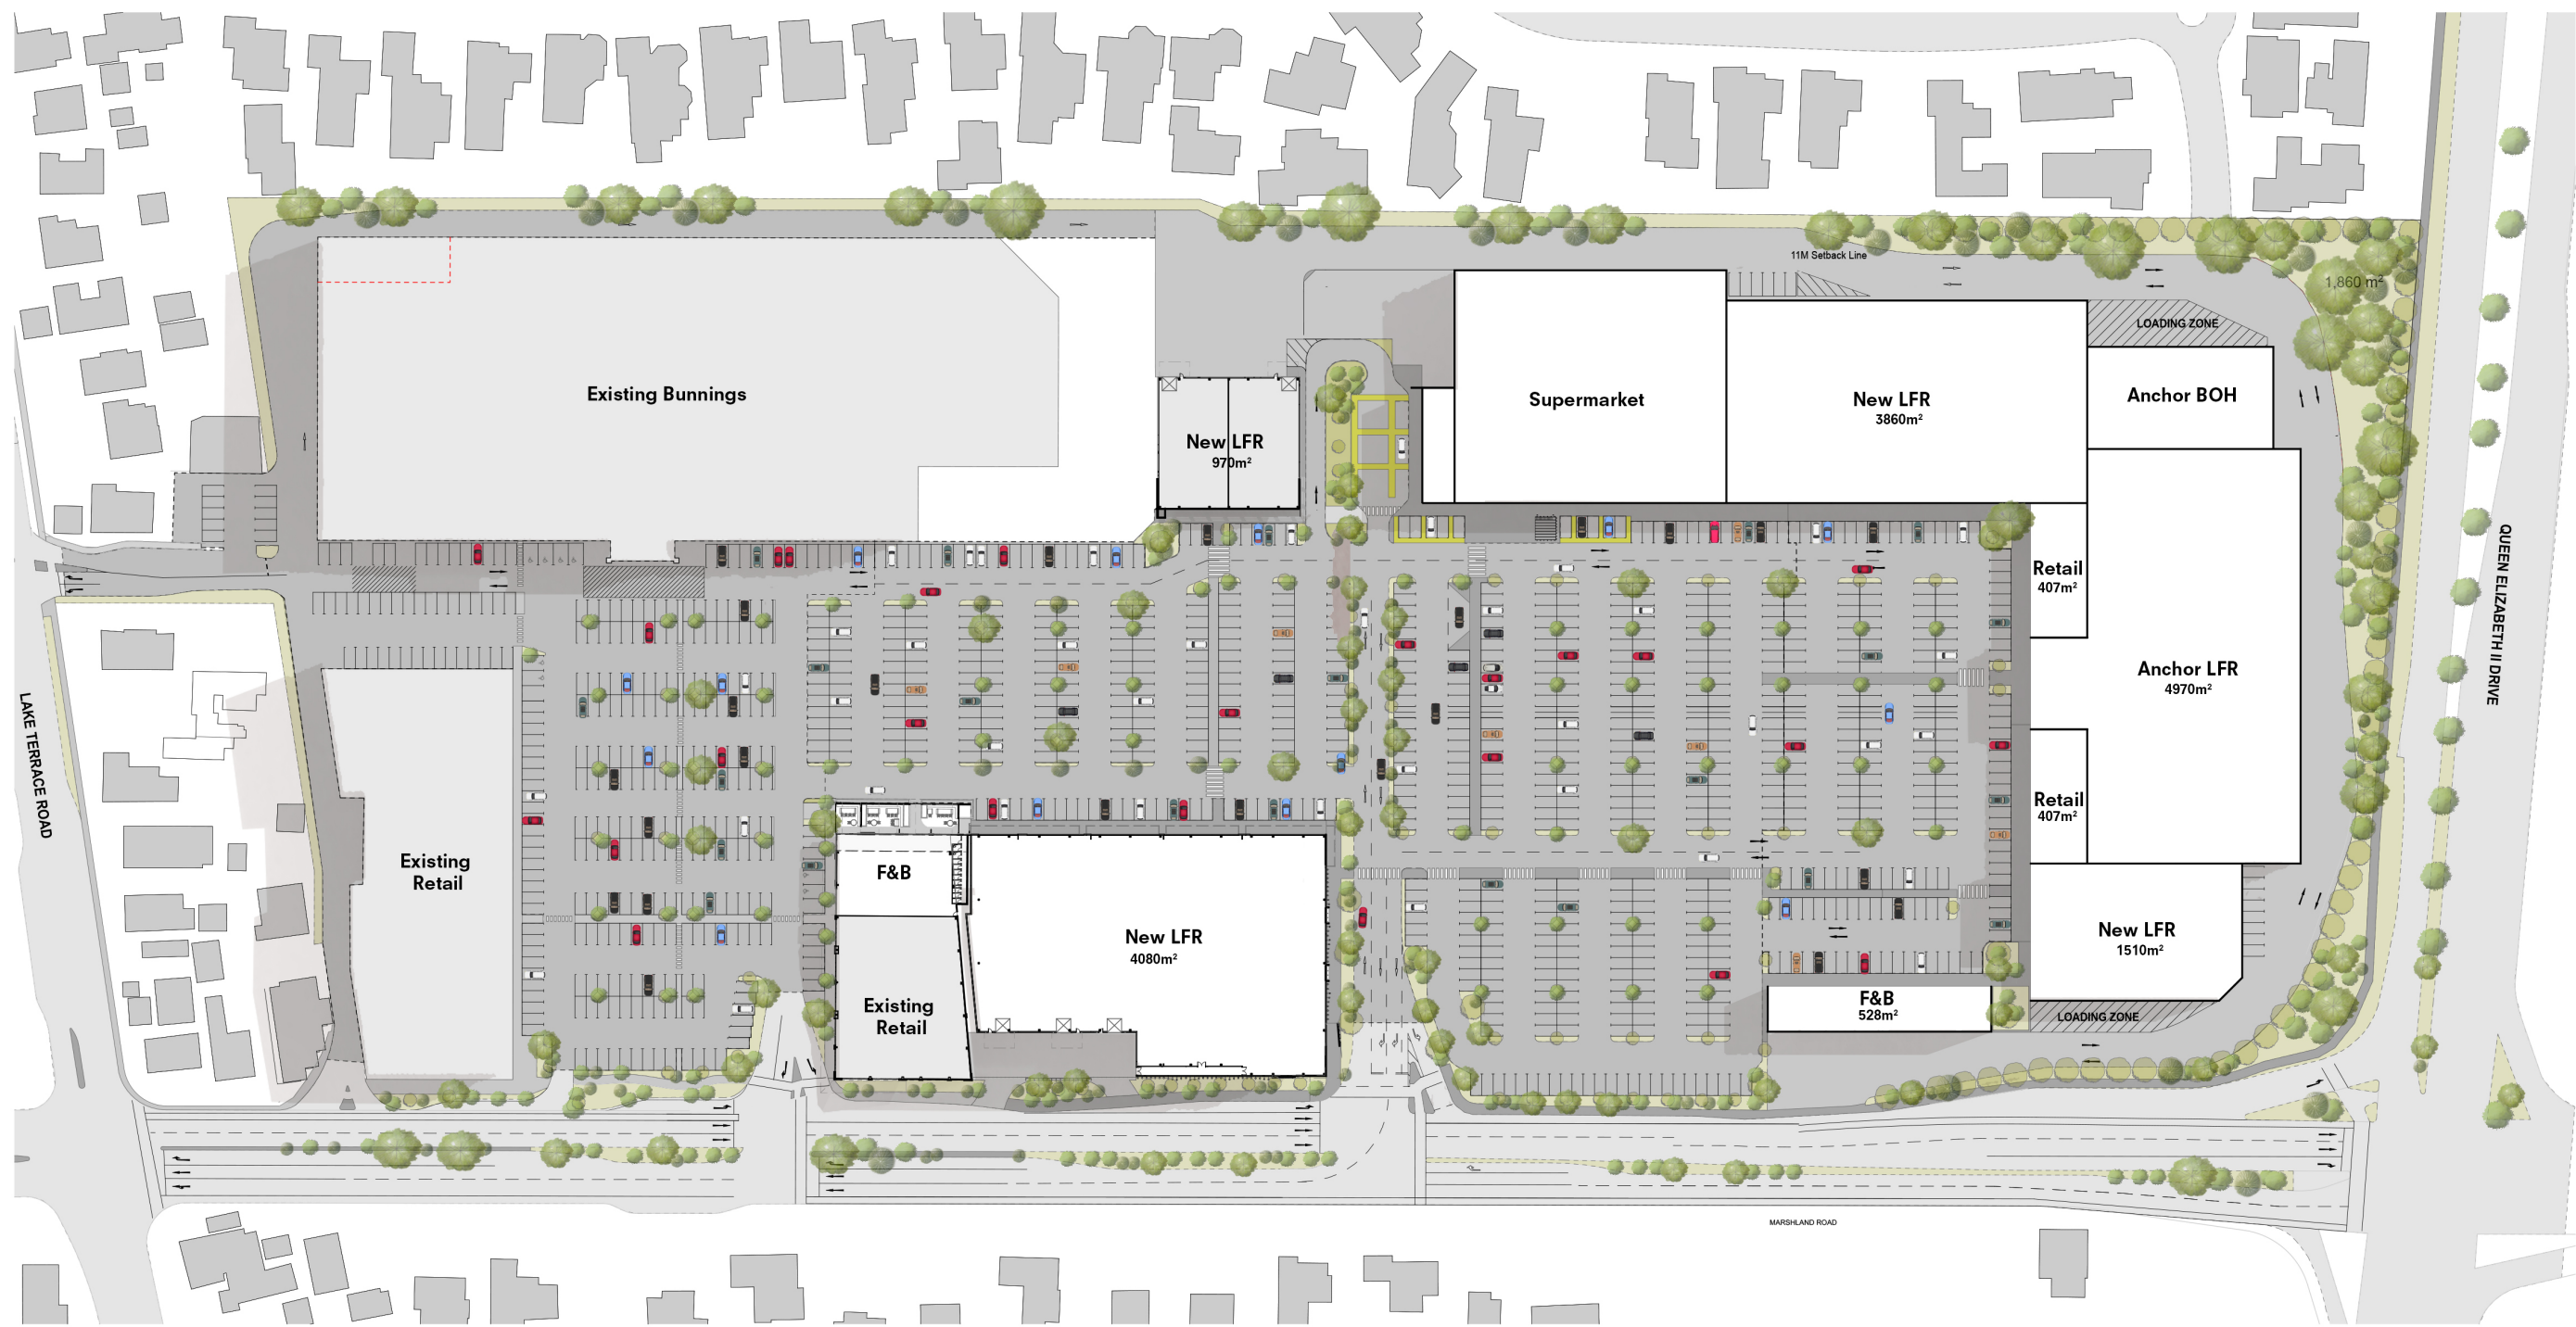 11M Setback Line
1,860 m²
LOADING ZONE
Existing Bunnings
Supermarket
New LFR
3860m²
Anchor BOH
New LFR
970m²
Retail
407m²
QUEEN ELIZABETH II DRIVE
Anchor LFR
4970m²
LAKE TERRACE ROAD
Retail
407m²
Existing
Retail
F&B
New LFR
4080m²
New LFR
1510m²
Existing
Retail
F&B
528m²
LOADING ZONE
MARSHLAND ROAD